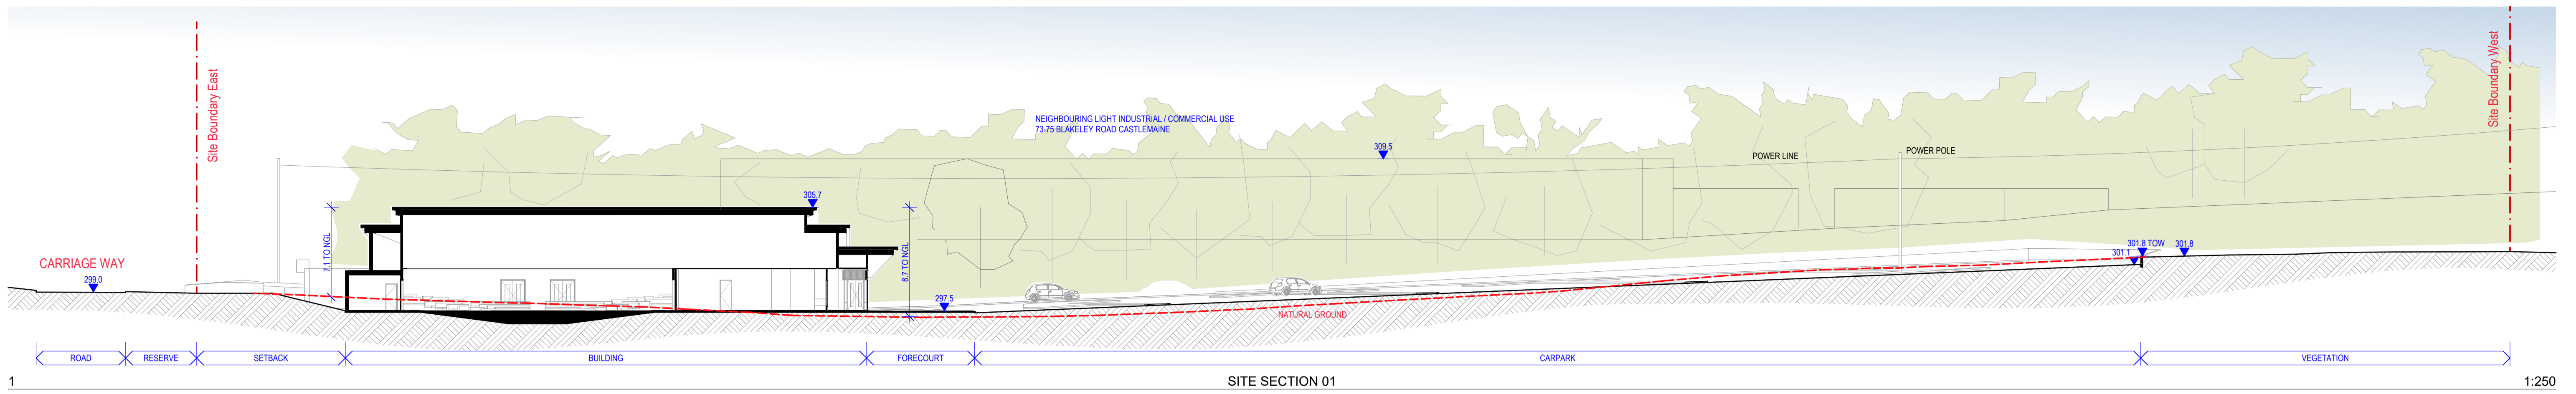 Site Boundary East
Site Boundary West
NEIGHBOURING LIGHT INDUSTRIAL / COMMERCIAL USE
73-75 BLAKELEY ROAD CASTLEMAINE
309.5
POWER LINE
POWER POLE
305.7
7.1 TO NGL
8.7 TO NGL
CARRIAGE WAY
299.0
297.5
301.1
301.8 TOW
301.8
NATURAL GROUND
ROAD
RESERVE
SETBACK
BUILDING
FORECOURT
CARPARK
VEGETATION
1
SITE SECTION 01
1:250